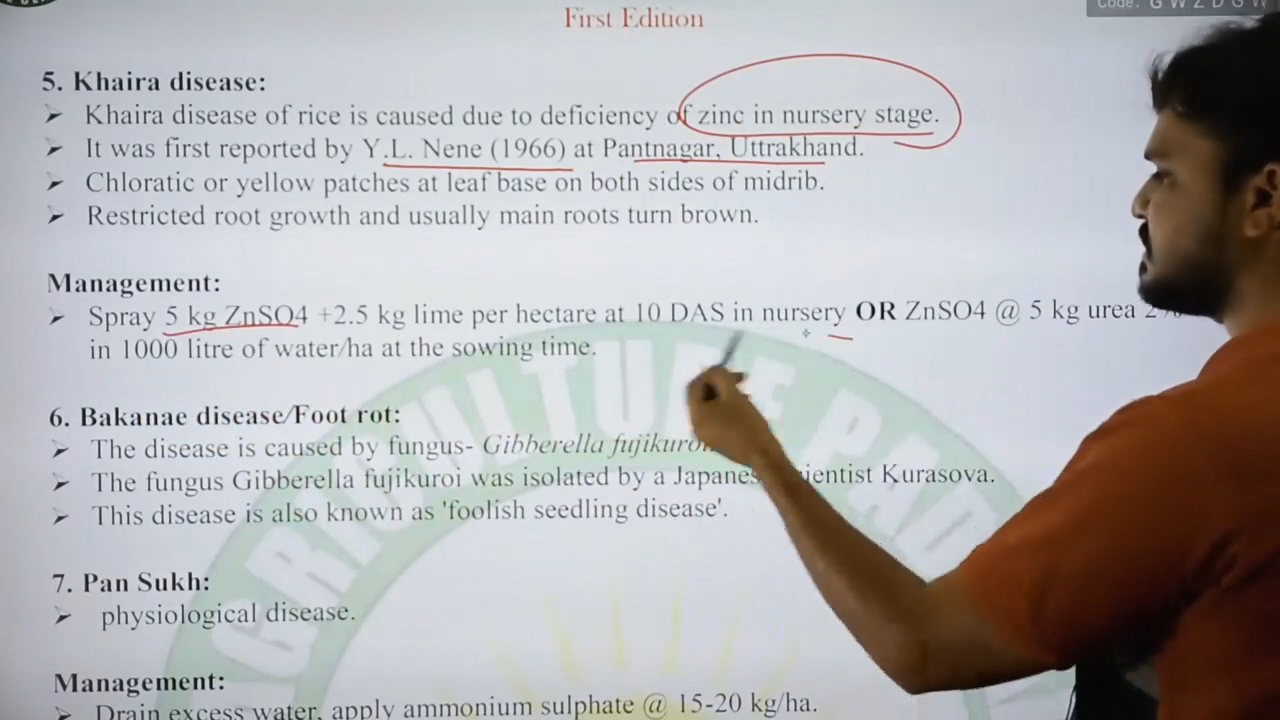 Code: G W Z D G W
First Edition
5. Khaira disease:
➢ Khaira disease of rice is caused due to deficiency of zinc in nursery stage.
➢ It was first reported by Y.L. Nene (1966) at Pantnagar, Uttrakhand.
➢ Chloratic or yellow patches at leaf base on both sides of midrib.
➢ Restricted root growth and usually main roots turn brown.
Management:
➢ Spray 5 kg ZnSO4 +2.5 kg lime per hectare at 10 DAS in nursery OR ZnSO4 @ 5 kg urea 2%
in 1000 litre of water/ha at the sowing time.
6. Bakanae disease/Foot rot:
➢ The disease is caused by fungus- Gibberella
➢ The fungus Gibberella fujikuroi was isolated by a Kurasova.
➢ This disease is also known as 'foolish seedling disease'.
7. Pan Sukh:
➢ physiological disease.
Management:
➢ Drain excess water, apply ammonium sulphate @ 15-20 kg/ha.
GRICULTURE PAD